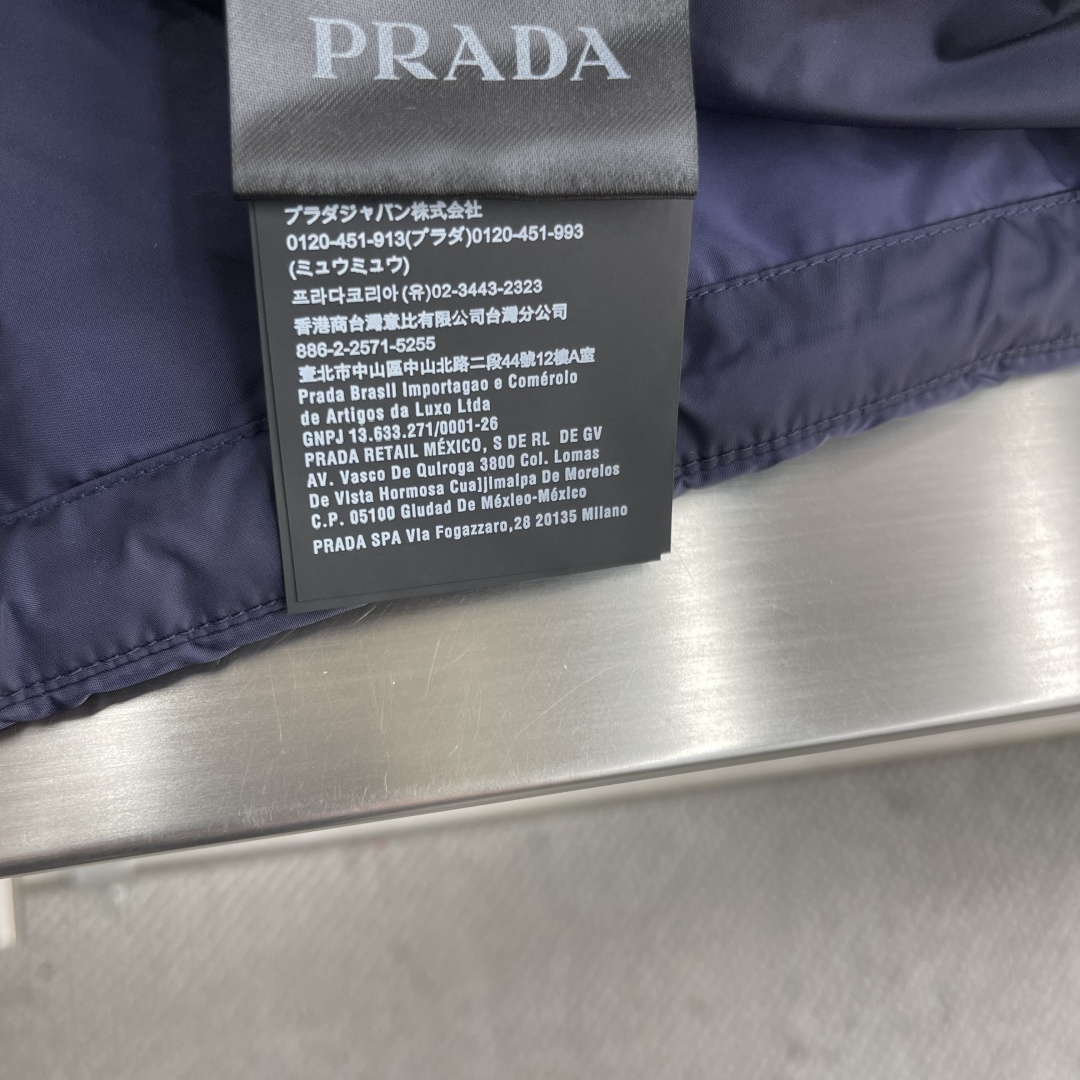 PRADA
プラダジャパン株式会社
0120-451-913(プラダ)0120-451-993
(ミュウミュウ)
프라다코리아(유)02-3443-2323
香港商台灣意比有限公司台灣分公司
886-2-2571-5255
臺北市中山區中山北路二段44號12樓A室
Prada Brasil Importagao e Comérolo
de Artigos da Luxo Ltda
GNPJ 13.633.271/0001-26
PRADA RETAIL MÉXICO, S DE RL DE GV
AV. Vasco De Quiroga 3800 Col. Lomas
De Vista Hormosa Cua]jlmalpa De Morelos
C.P. 05100 Gludad De Méxleo-México
PRADA SPA Vla Fogazzaro,28 20135 Milano